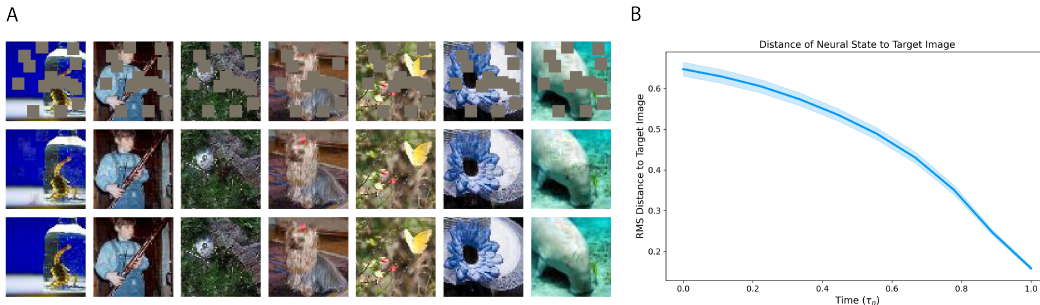 A
B
Distance of Neural State to Target Image
RMS Distance to Target Image
0.6
0.5
0.4
0.3
0.2
0.0
0.2
0.4
0.6
0.8
1.0
Time (τₙ)